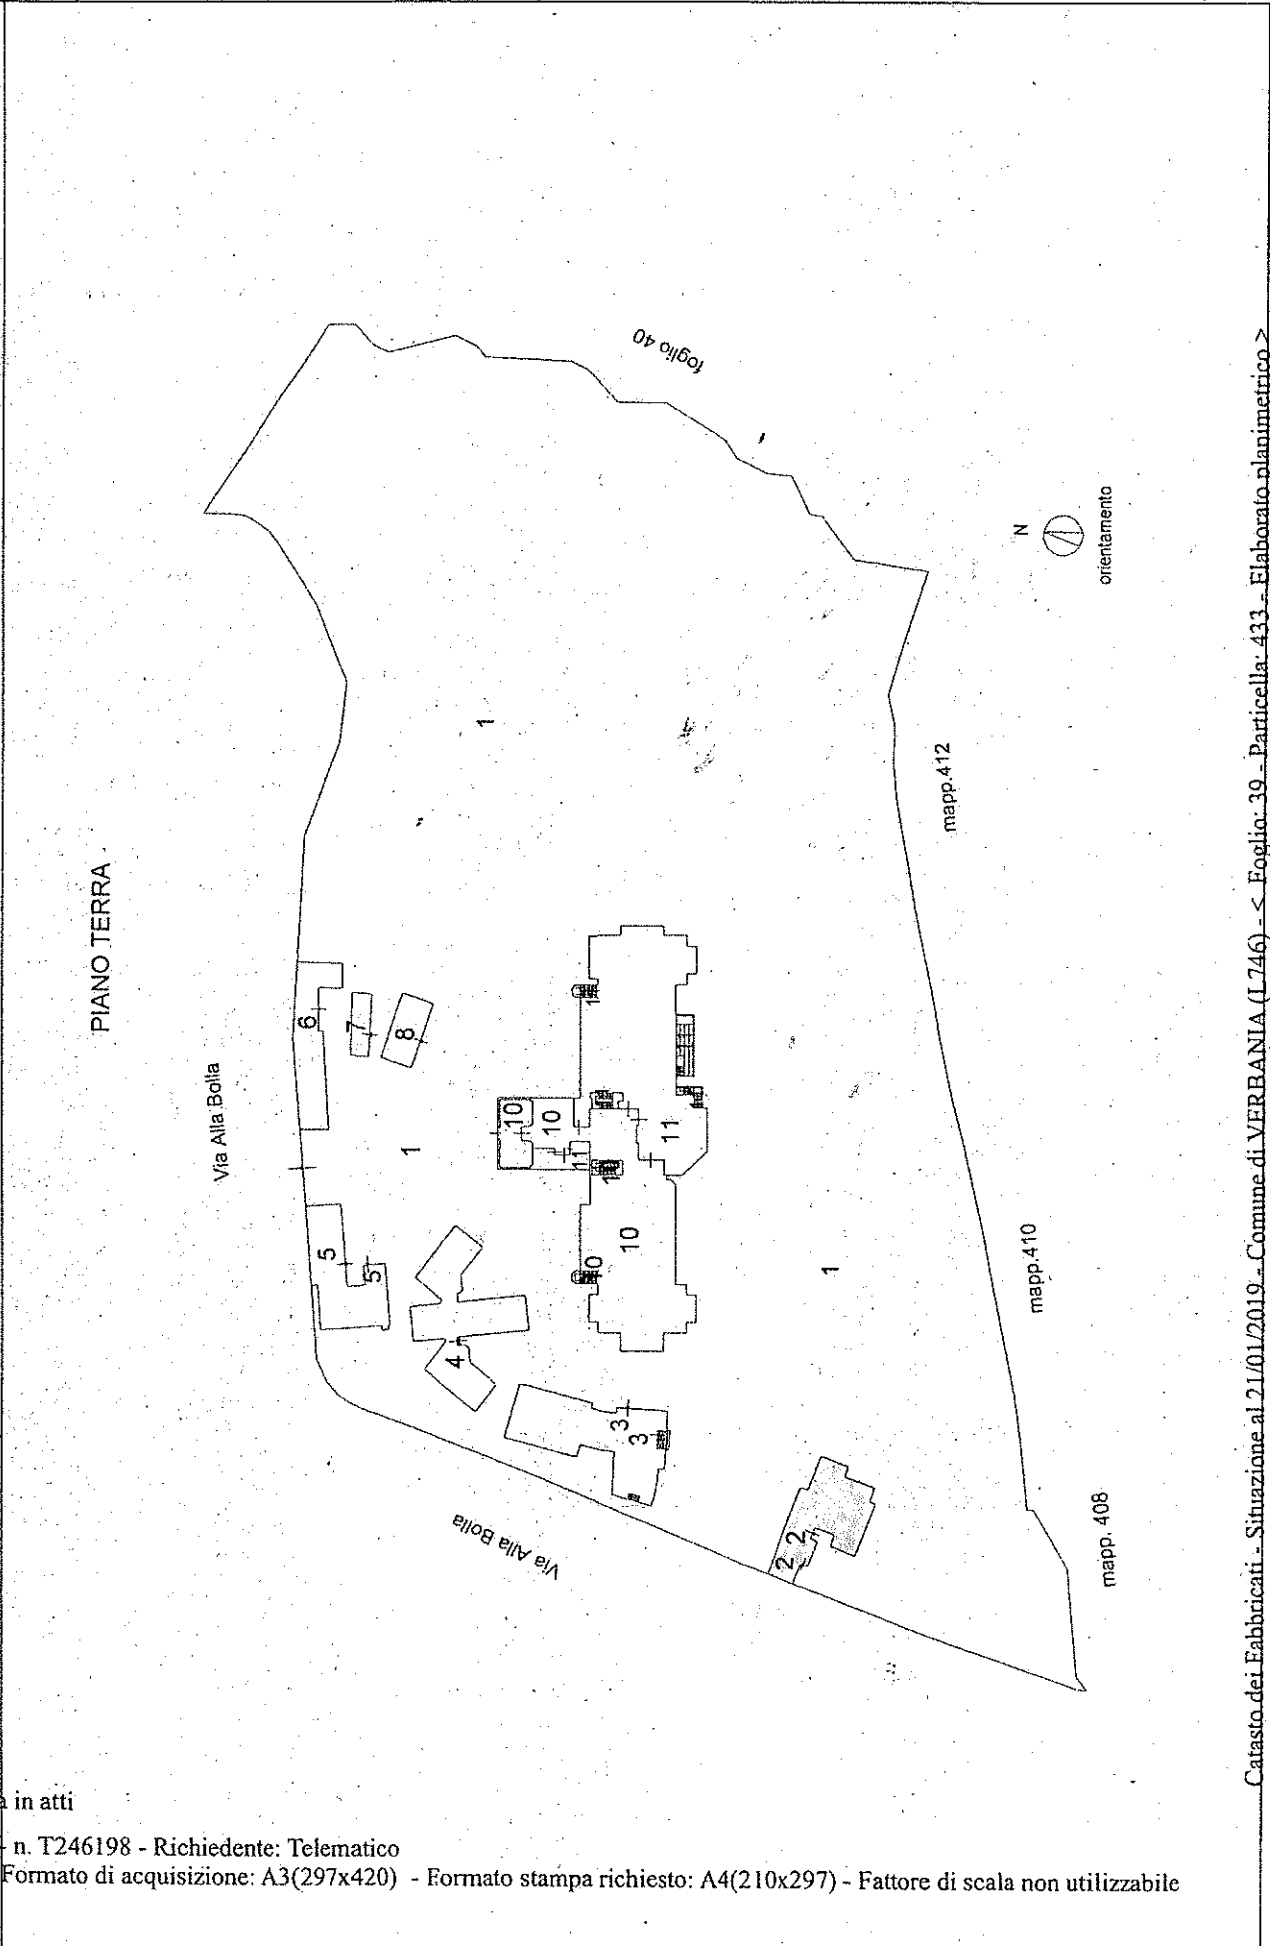 PIANO TERRA
Via Alla Bolla
foglio 40
N
orientamento
1
mapp.412
6
7
8
1
10
10
11
10
11
10
10
1
mapp.410
5
5
4
3
3
Via Alla Bolla
2
2
mapp. 408
Catasto dei Fabbricati - Situazione al 21/01/2019 - Comune di VERBANIA (L746) - < Foglio: 39 - Particella: 433 - Elaborato planimetrico >
in atti
n. T246198 - Richiedente: Telematico
Formato di acquisizione: A3(297x420) - Formato stampa richiesto: A4(210x297) - Fattore di scala non utilizzabile